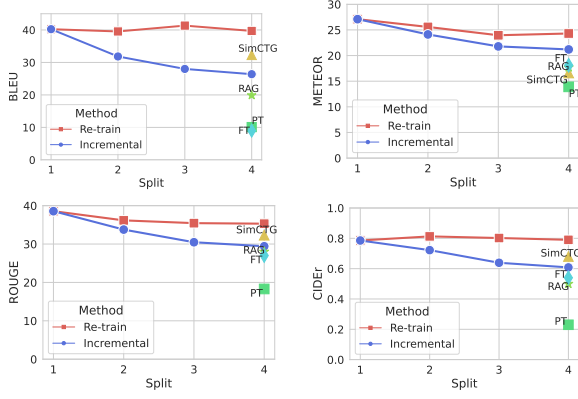 BLEU
40
30
20
10
0
SimCTG
RAG
PT
FT
Method
Re-train
Incremental
1
2
3
4
Split
METEOR
30
25
20
15
10
5
0
FT
RAG
SimCTG
PT
Method
Re-train
Incremental
1
2
3
4
Split
ROUGE
40
30
20
10
0
SimCTG
RAG
FT
PT
Method
Re-train
Incremental
1
2
3
4
Split
CIDEr
1.0
0.8
0.6
0.4
0.2
0.0
SimCTG
FT
RAG
PT
Method
Re-train
Incremental
1
2
3
4
Split